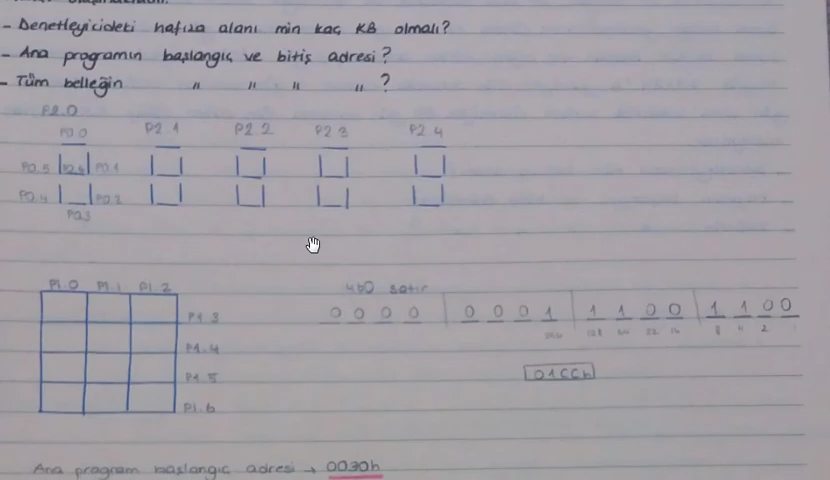 - Denetleyicideki hafıza alanı min kaç KB olmalı?
- Ana programın başlangıç ve bitiş adresi?
- Tüm belleğin " " " " ?
P2.0
P0.0 P2.1 P2.2 P2.3 P2.4
P0.5 P0.6 P0.1
P0.4 P0.2
P0.3
P1.0 P1.1 P1.2
460 satır
0 0 0 0 0 0 0 1 1 1 0 0 1 1 0 0
256 128 64 32 16 8 4 2
P1.3
P1.4
P1.5
01CCh
P1.6
Ana program başlangıç adresi → 0030h